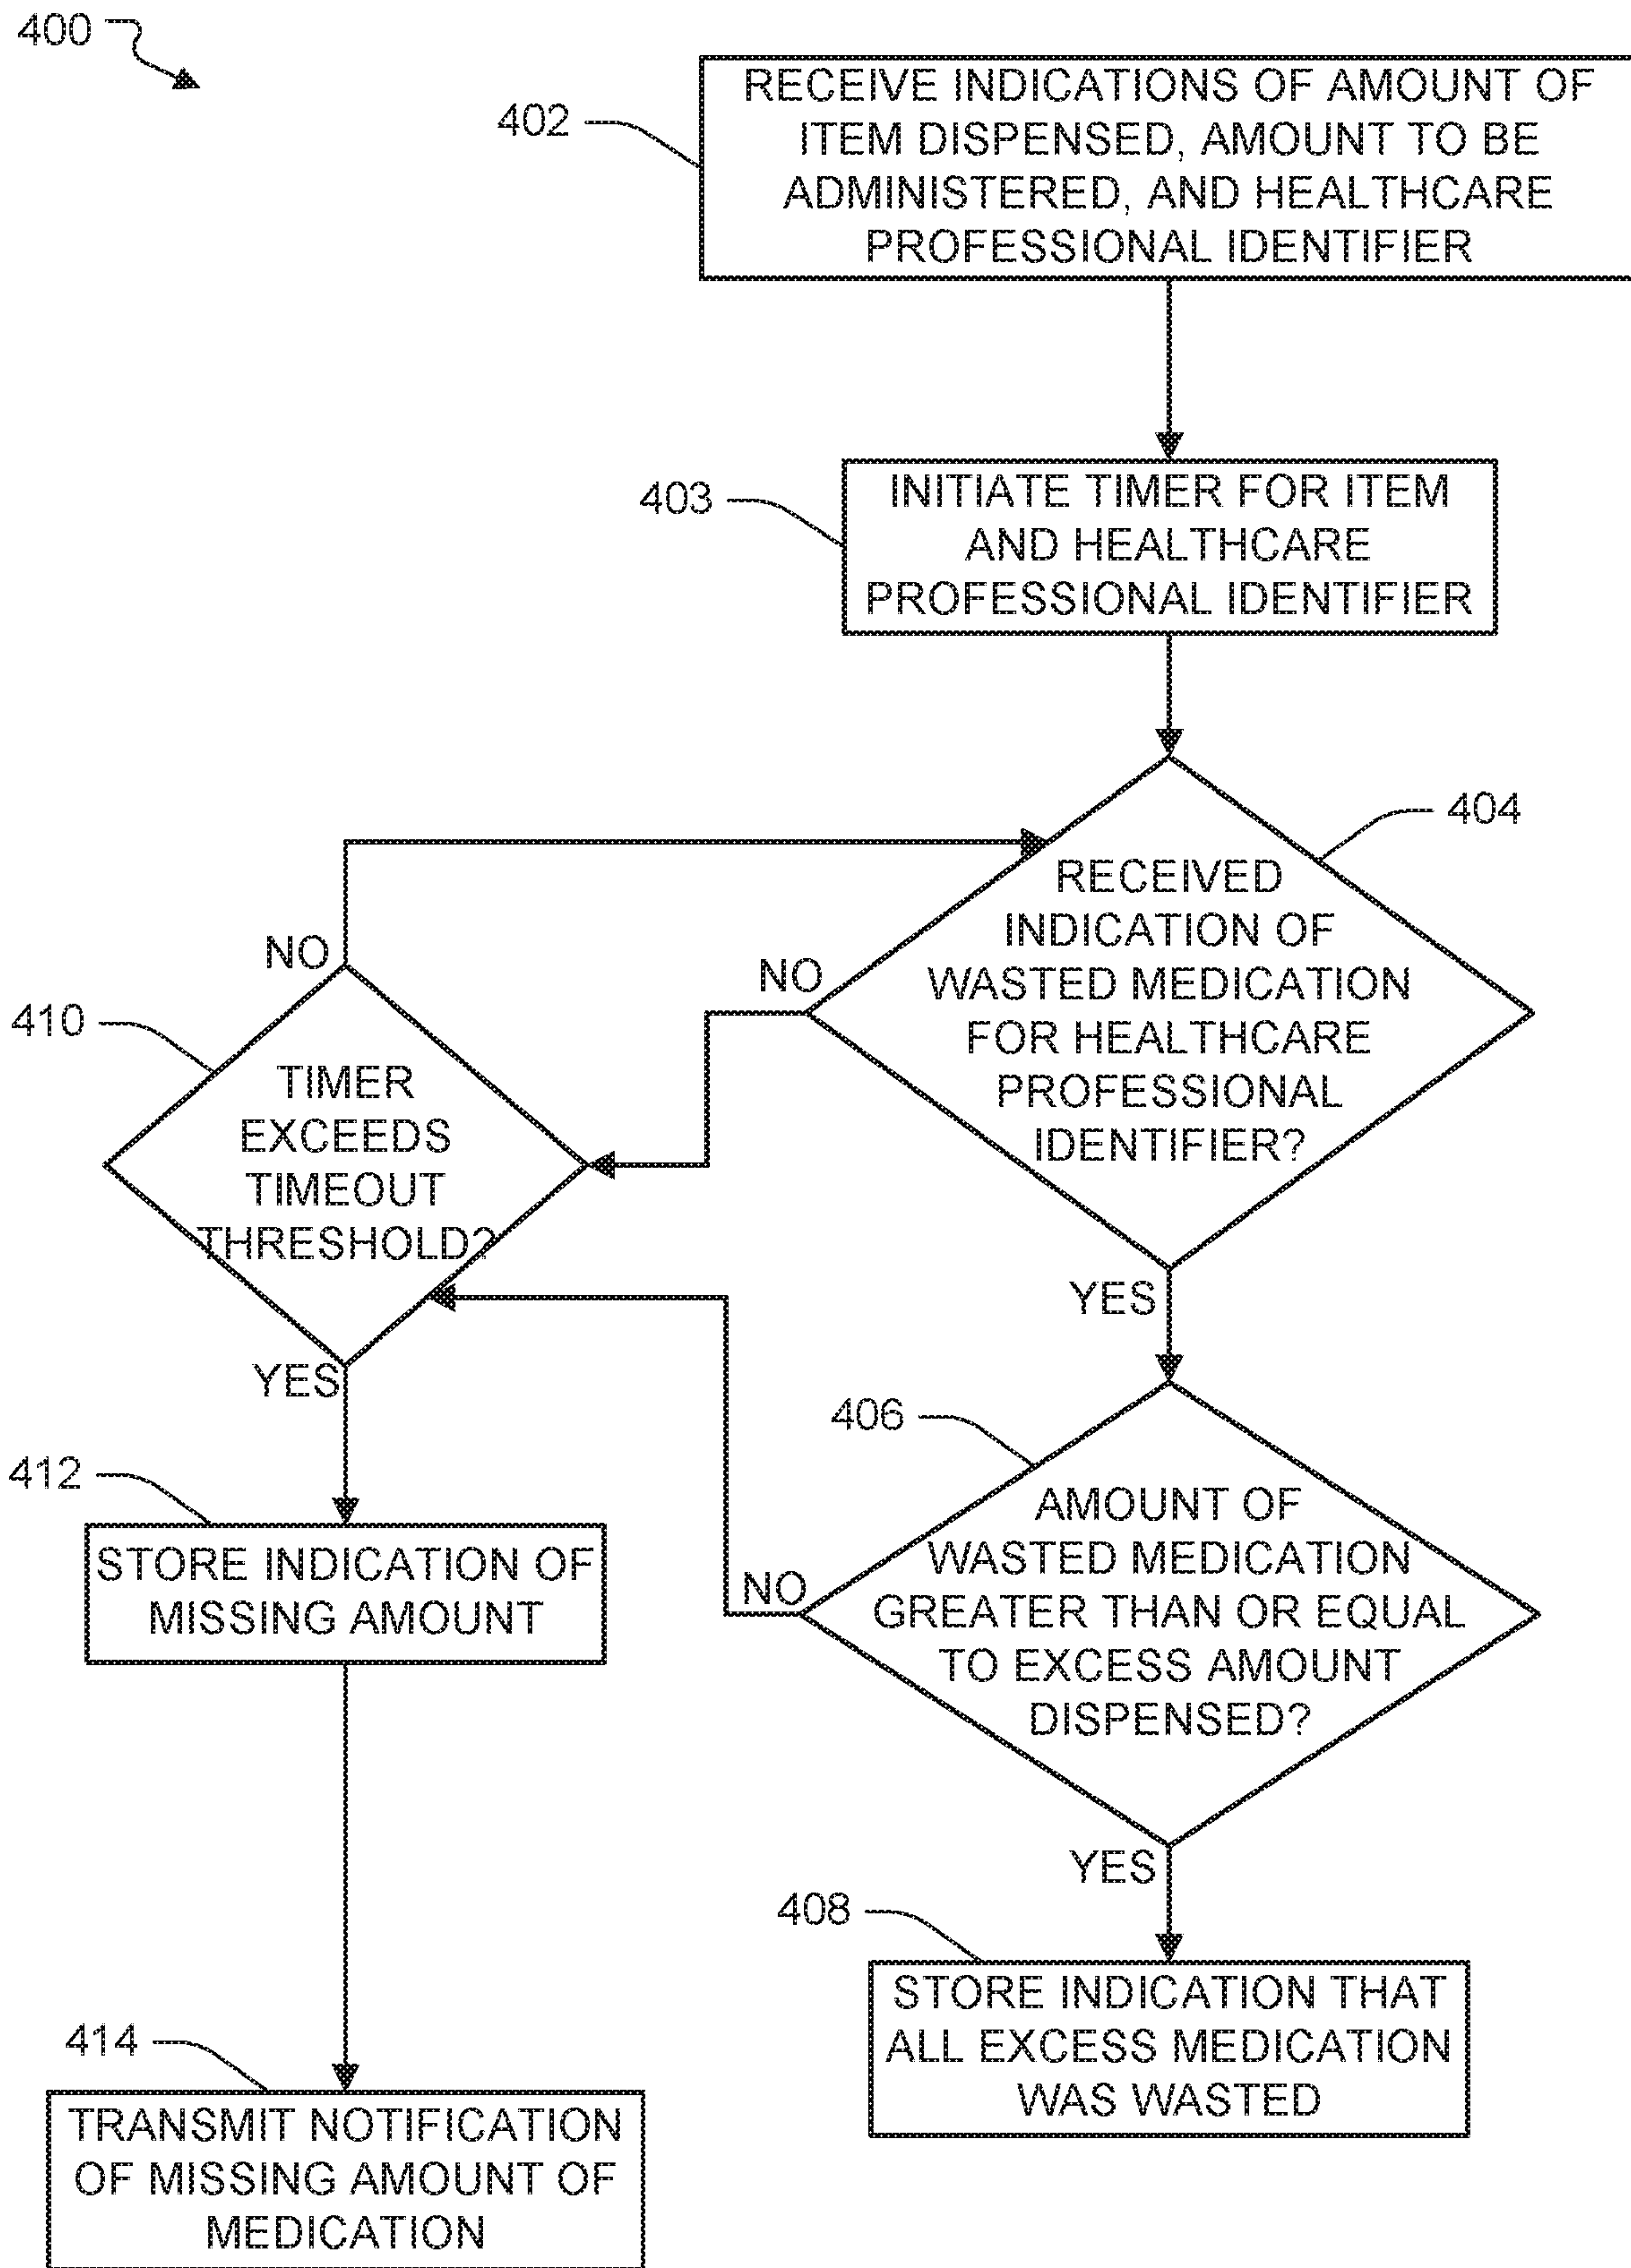 400
402
RECEIVE INDICATIONS OF AMOUNT OF
ITEM DISPENSED, AMOUNT TO BE
ADMINISTERED, AND HEALTHCARE
PROFESSIONAL IDENTIFIER
403
INITIATE TIMER FOR ITEM
AND HEALTHCARE
PROFESSIONAL IDENTIFIER
404
RECEIVED
INDICATION OF
WASTED MEDICATION
FOR HEALTHCARE
PROFESSIONAL
IDENTIFIER?
NO
YES
410
TIMER
EXCEEDS
TIMEOUT
THRESHOLD?
NO
YES
406
AMOUNT OF
WASTED MEDICATION
GREATER THAN OR EQUAL
TO EXCESS AMOUNT
DISPENSED?
NO
YES
412
STORE INDICATION OF
MISSING AMOUNT
408
STORE INDICATION THAT
ALL EXCESS MEDICATION
WAS WASTED
414
TRANSMIT NOTIFICATION
OF MISSING AMOUNT OF
MEDICATION